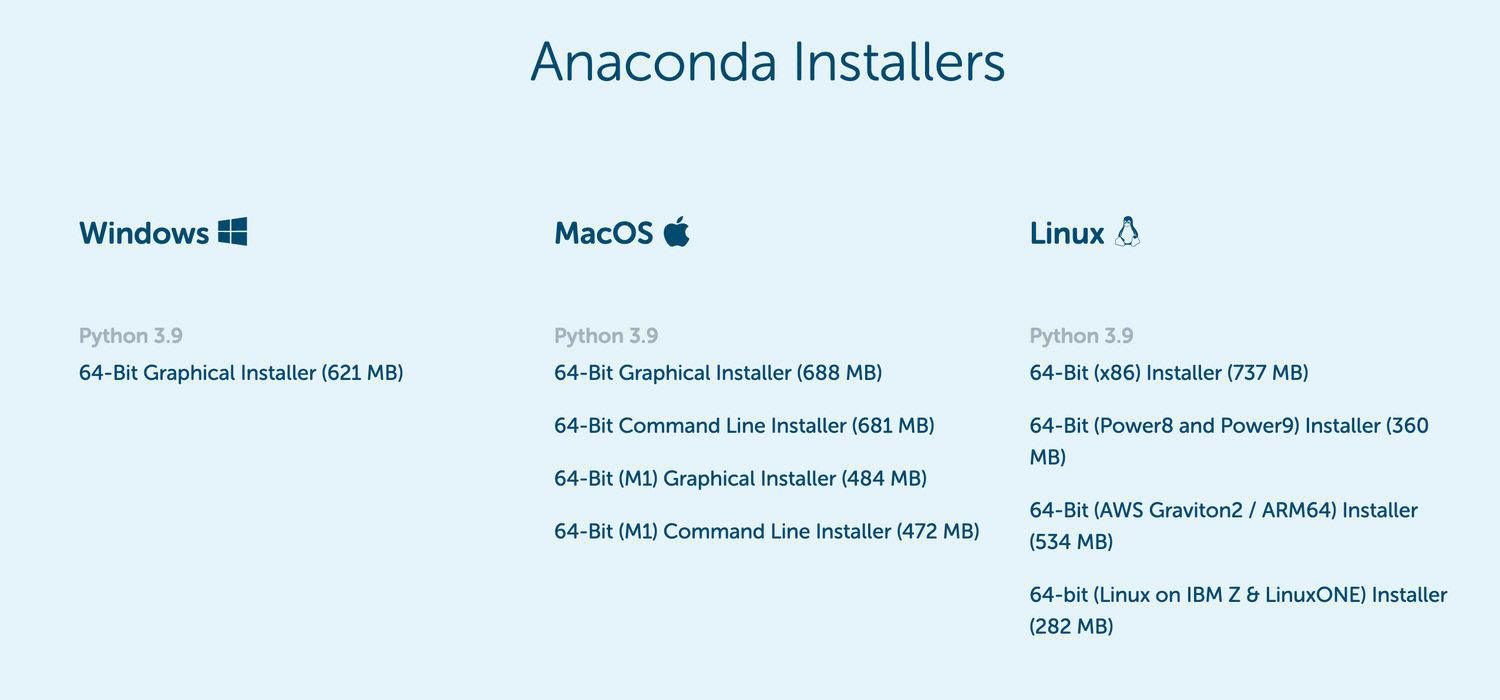 Anaconda Installers
Windows
Python 3.9
64-Bit Graphical Installer (621 MB)
MacOS
Python 3.9
64-Bit Graphical Installer (688 MB)
64-Bit Command Line Installer (681 MB)
64-Bit (M1) Graphical Installer (484 MB)
64-Bit (M1) Command Line Installer (472 MB)
Linux
Python 3.9
64-Bit (x86) Installer (737 MB)
64-Bit (Power8 and Power9) Installer (360
MB)
64-Bit (AWS Graviton2 / ARM64) Installer
(534 MB)
64-bit (Linux on IBM Z & LinuxONE) Installer
(282 MB)